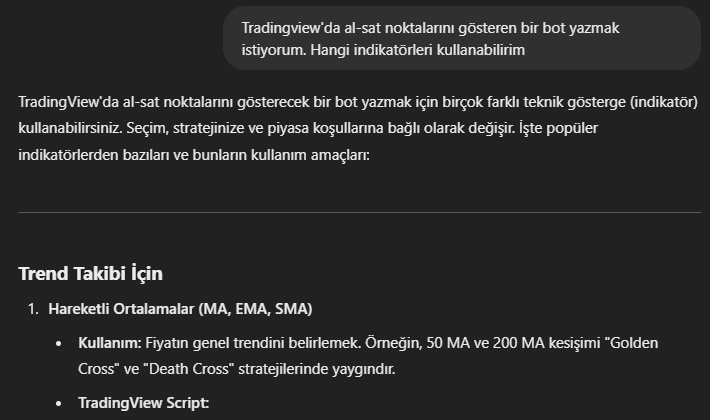 Tradingview'da al-sat noktalarını gösteren bir bot yazmak
istiyorum. Hangi indikatörleri kullanabilirim
TradingView'da al-sat noktalarını gösterecek bir bot yazmak için birçok farklı teknik gösterge (indikatör)
kullanabilirsiniz. Seçim, stratejinize ve piyasa koşullarına bağlı olarak değişir. İşte popüler
indikatörlerden bazıları ve bunların kullanım amaçları:
Trend Takibi İçin
1. Hareketli Ortalamalar (MA, EMA, SMA)
• Kullanım: Fiyatın genel trendini belirlemek. Örneğin, 50 MA ve 200 MA kesişimi "Golden
Cross" ve "Death Cross" stratejilerinde yaygındır.
• TradingView Script: